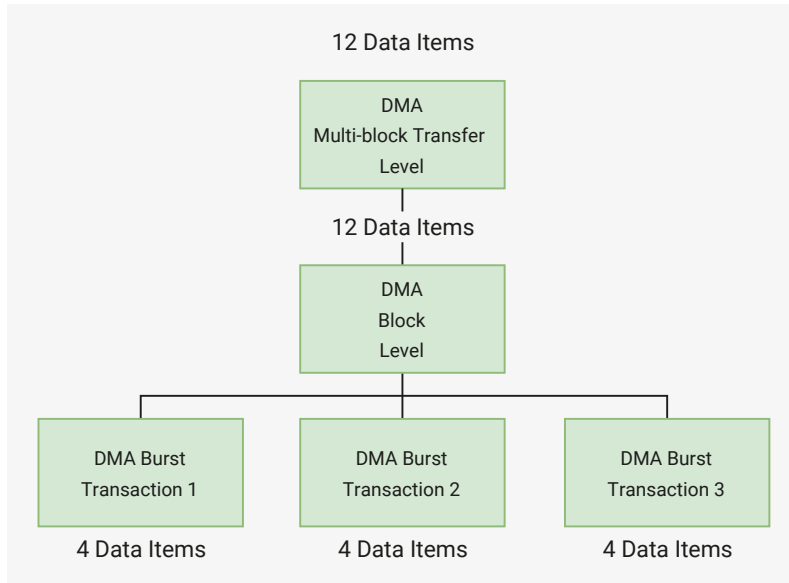 12 Data Items
DMA
Multi-block Transfer
Level
12 Data Items
DMA
Block
Level
DMA Burst
Transaction 1
DMA Burst
Transaction 2
DMA Burst
Transaction 3
4 Data Items
4 Data Items
4 Data Items